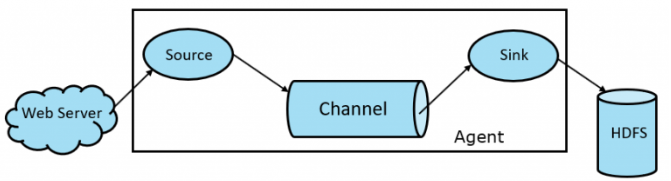 Source
Sink
Web Server
Channel
HDFS
Agent